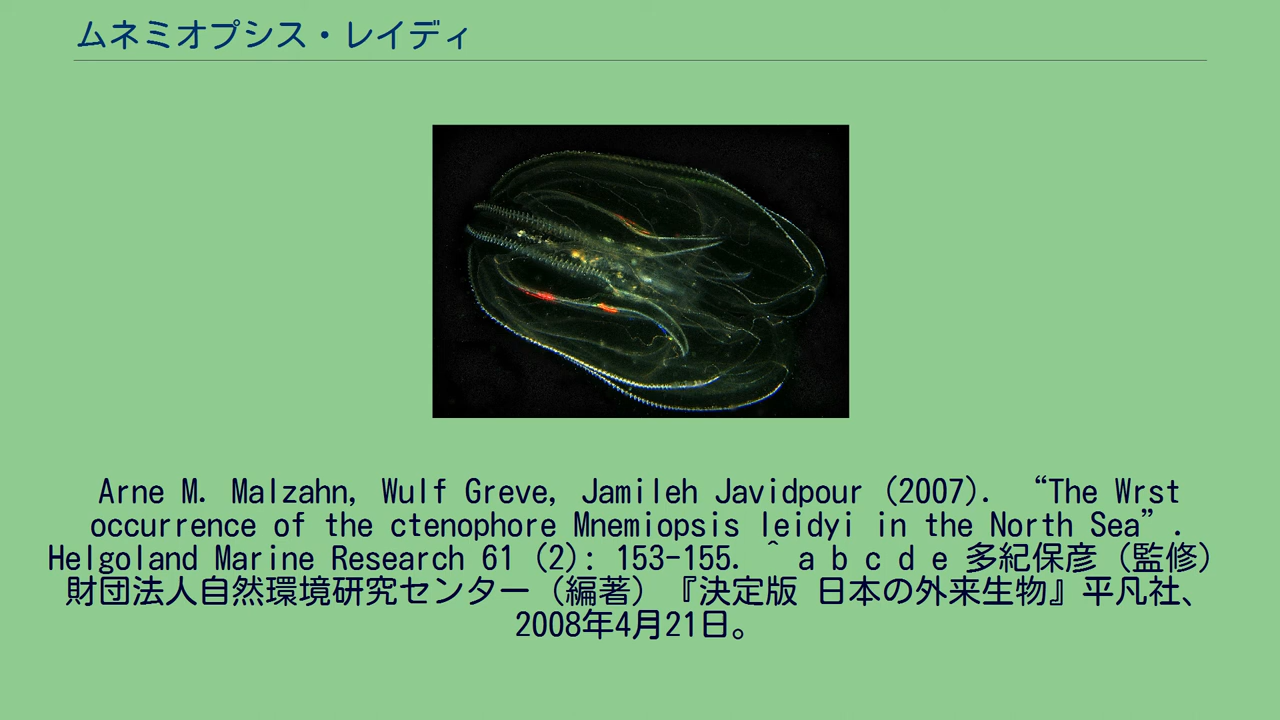 ムネミオプシス・レイディ
Arne M. Malzahn, Wulf Greve, Jamileh Javidpour (2007). “The Wrst
occurrence of the ctenophore Mnemiopsis leidyi in the North Sea”.
Helgoland Marine Research 61 (2): 153-155. ^ a b c d e 多紀保彦（監修）
財団法人自然環境研究センター（編著）『決定版 日本の外来生物』平凡社、
2008年4月21日。